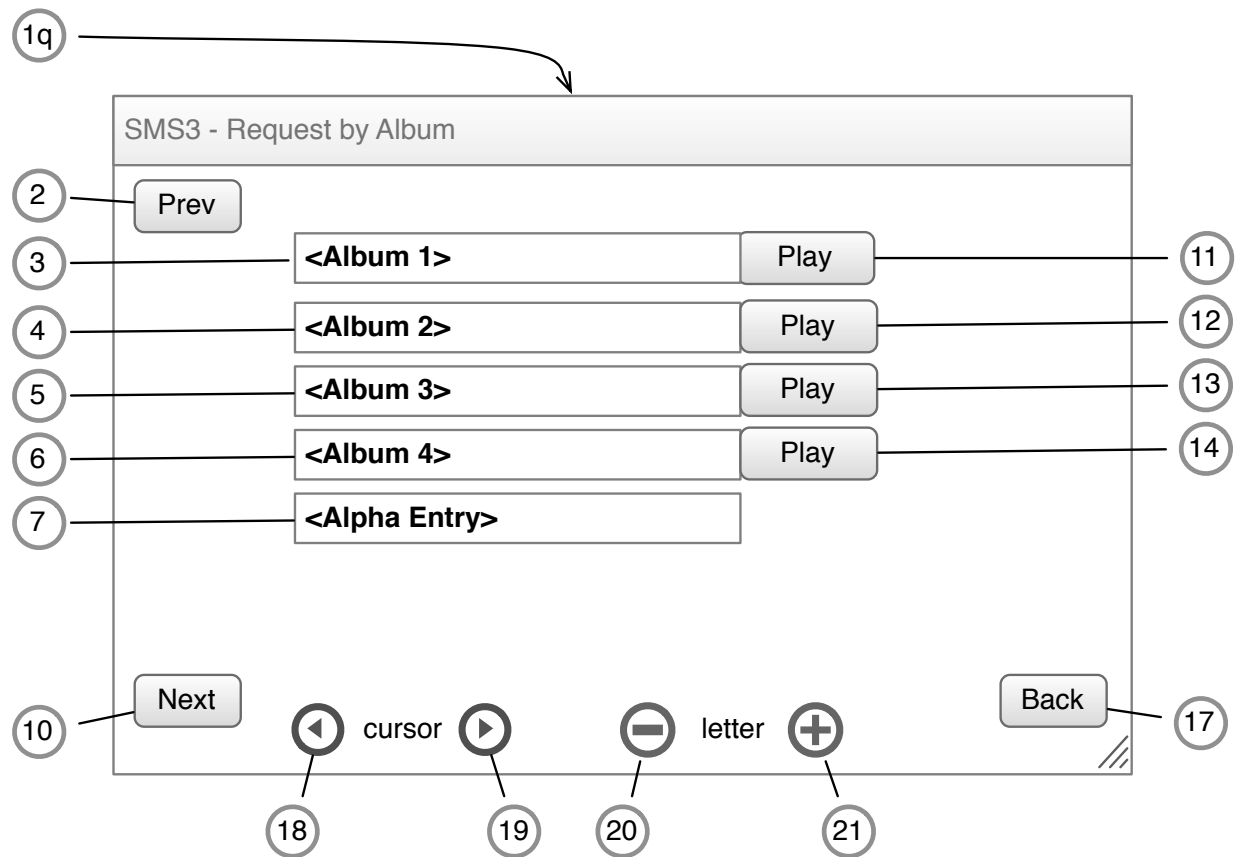 1q
SMS3 - Request by Album
2
Prev
3
<Album 1>
Play
11
4
<Album 2>
Play
12
5
<Album 3>
Play
13
6
<Album 4>
Play
14
7
<Alpha Entry>
10
Next
cursor
letter
Back
17
18
19
20
21